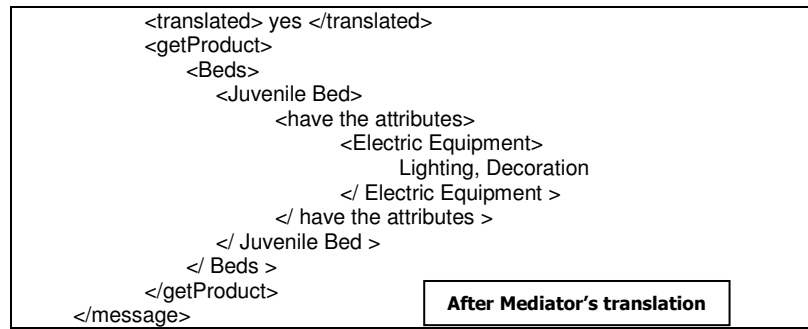 <translated> yes </translated>
<getProduct>
<Beds>
<Juvenile Bed>
<have the attributes>
<Electric Equipment>
Lighting, Decoration
</ Electric Equipment >
</ have the attributes >
</ Juvenile Bed >
</ Beds >
</getProduct>
</message>
After Mediator's translation